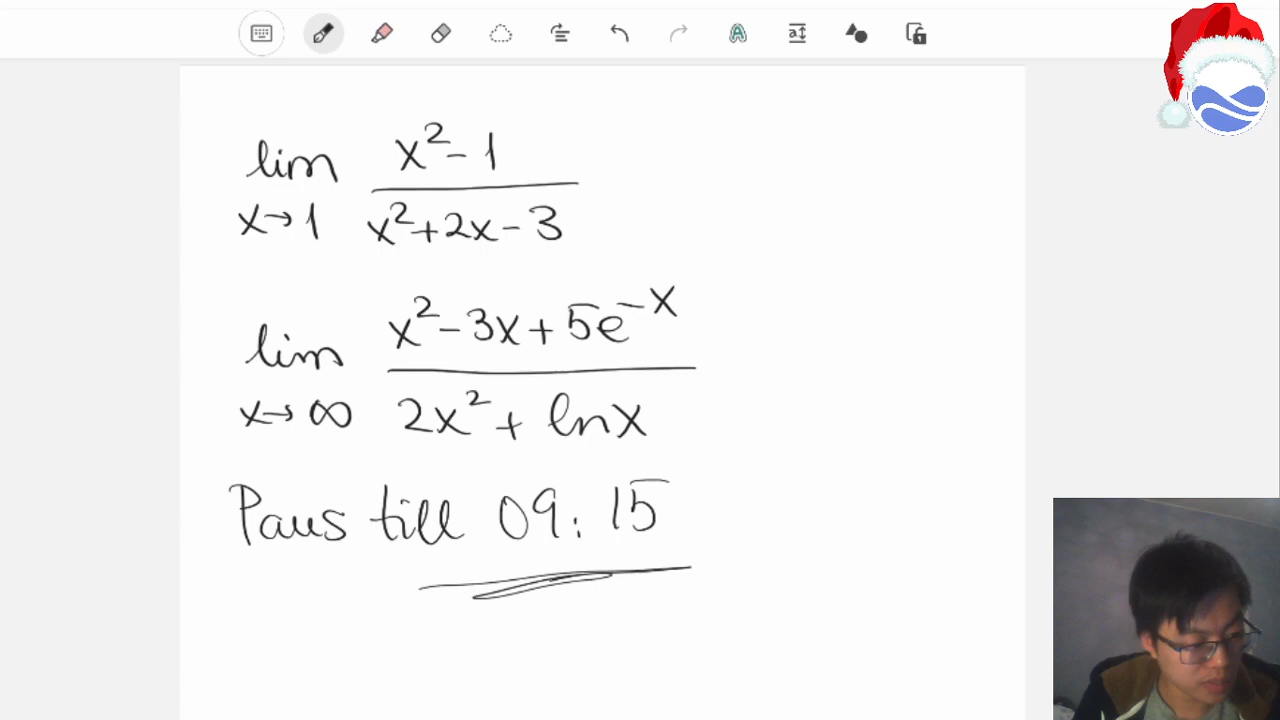 lim x→1 (x²-1)/(x²+2x-3)
lim x→∞ (x²-3x+5e^(-x))/(2x²+ln x)
Paus till 09:15